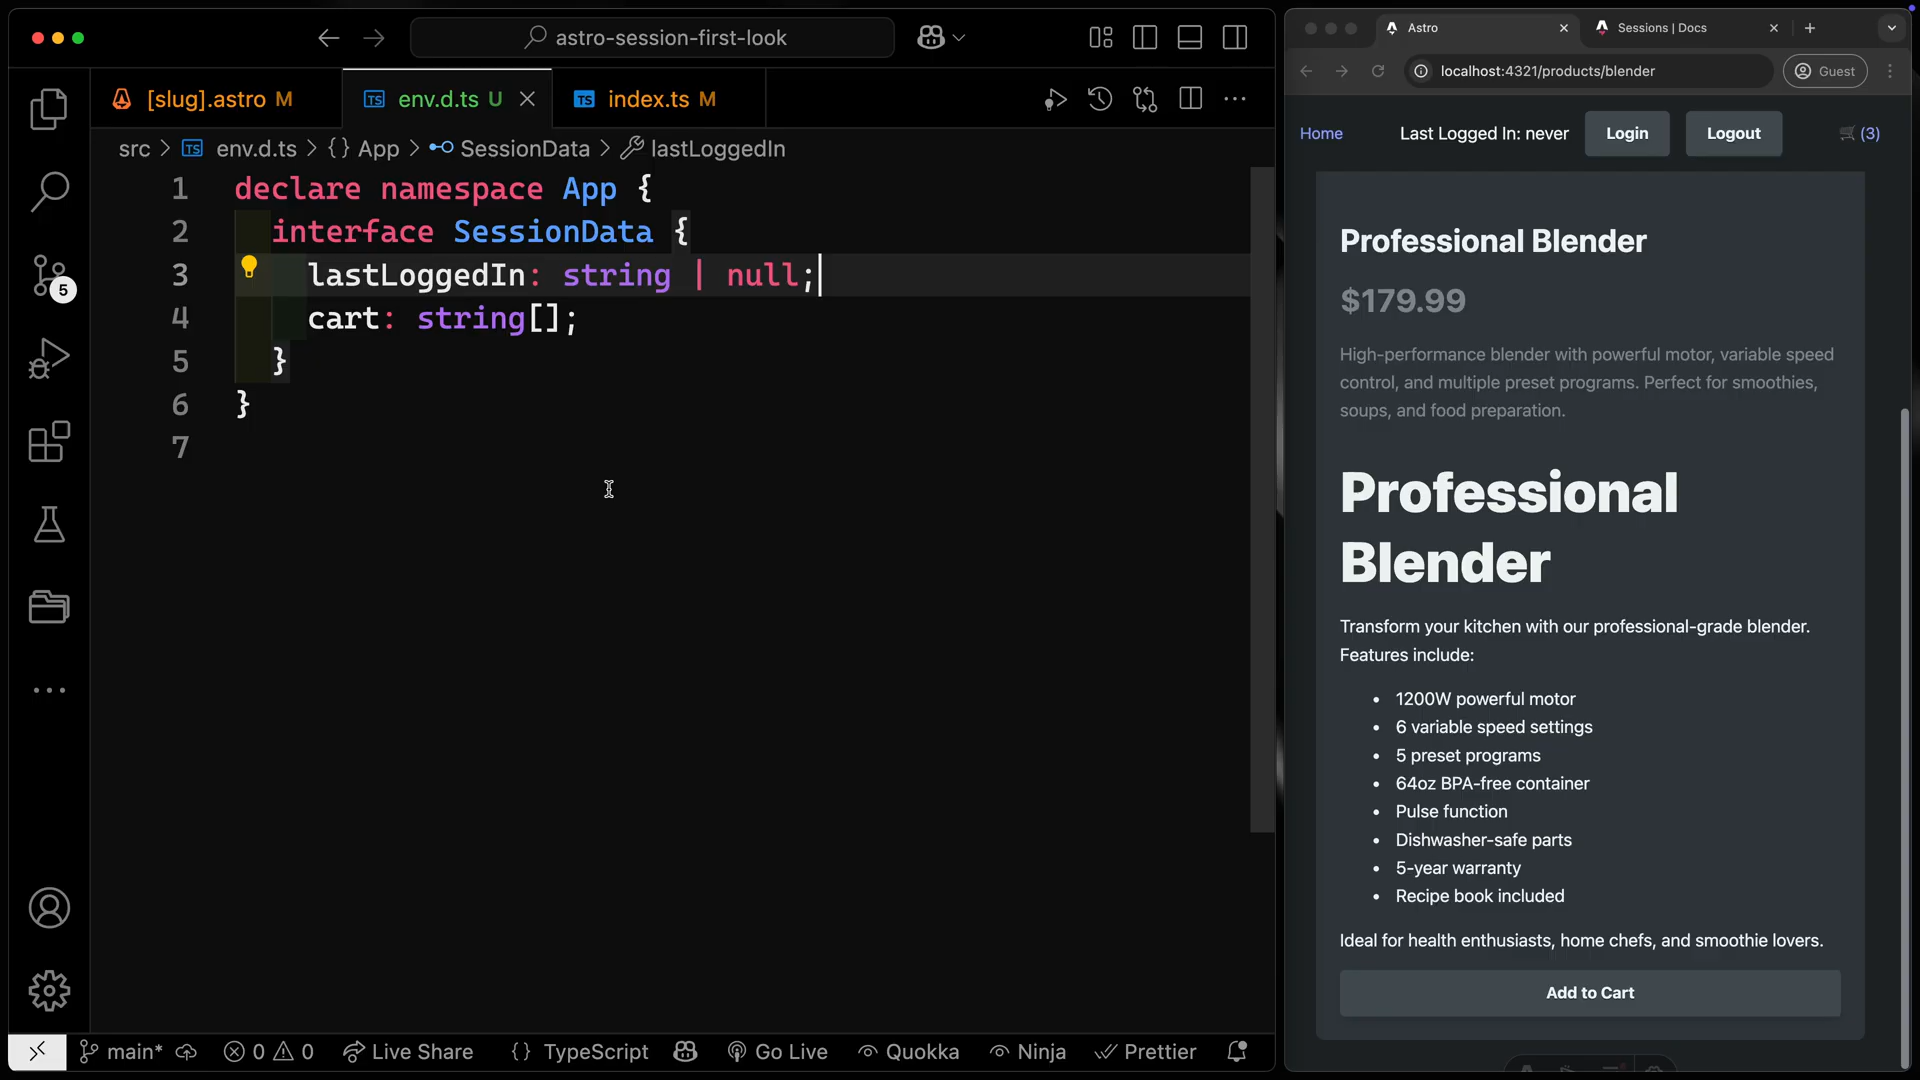 astro-session-first-look
[slug].astro M
env.d.ts U
index.ts M
src > TS env.d.ts > {} App > SessionData > lastLoggedIn
1 declare namespace App {
2 interface SessionData {
3 lastLoggedIn: string | null;
4 cart: string[];
5 }
6 }
7
5
main*
0 0
Live Share
{} TypeScript
Go Live
Quokka
Ninja
Prettier
Astro
Sessions | Docs
localhost:4321/products/blender
Guest
Home
Last Logged In: never
Login
Logout
(3)
Professional Blender
$179.99
High-performance blender with powerful motor, variable speed
control, and multiple preset programs. Perfect for smoothies,
soups, and food preparation.
Professional
Blender
Transform your kitchen with our professional-grade blender.
Features include:
• 1200W powerful motor
• 6 variable speed settings
• 5 preset programs
• 64oz BPA-free container
• Pulse function
• Dishwasher-safe parts
• 5-year warranty
• Recipe book included
Ideal for health enthusiasts, home chefs, and smoothie lovers.
Add to Cart